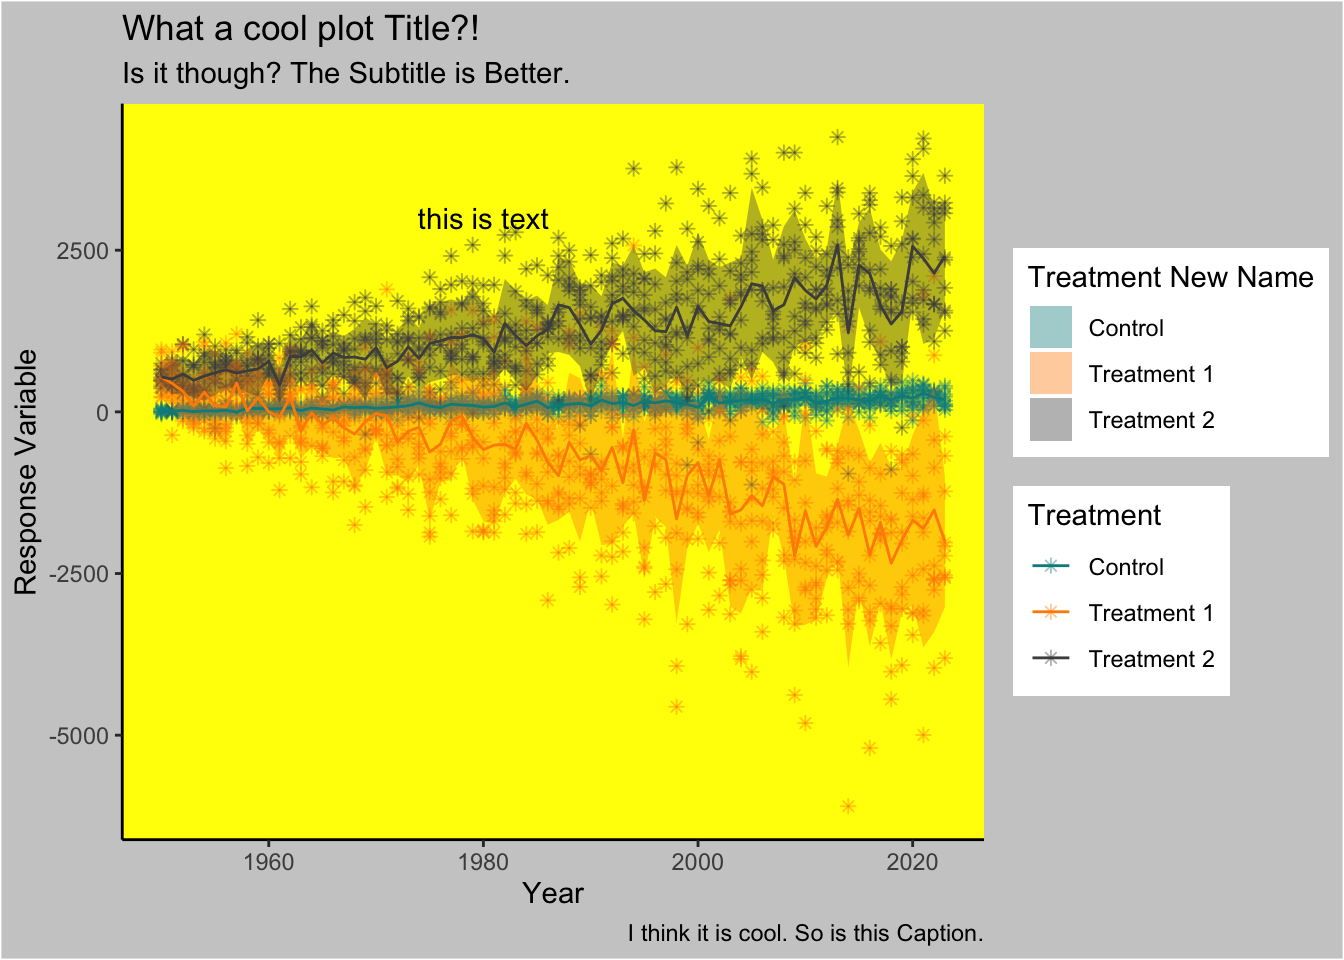 What a cool plot Title?!
Is it though? The Subtitle is Better.
this is text
2500
0
-2500
-5000
Response Variable
1960 1980 2000 2020
Year
I think it is cool. So is this Caption.
Treatment New Name
Control
Treatment 1
Treatment 2
Treatment
Control
Treatment 1
Treatment 2